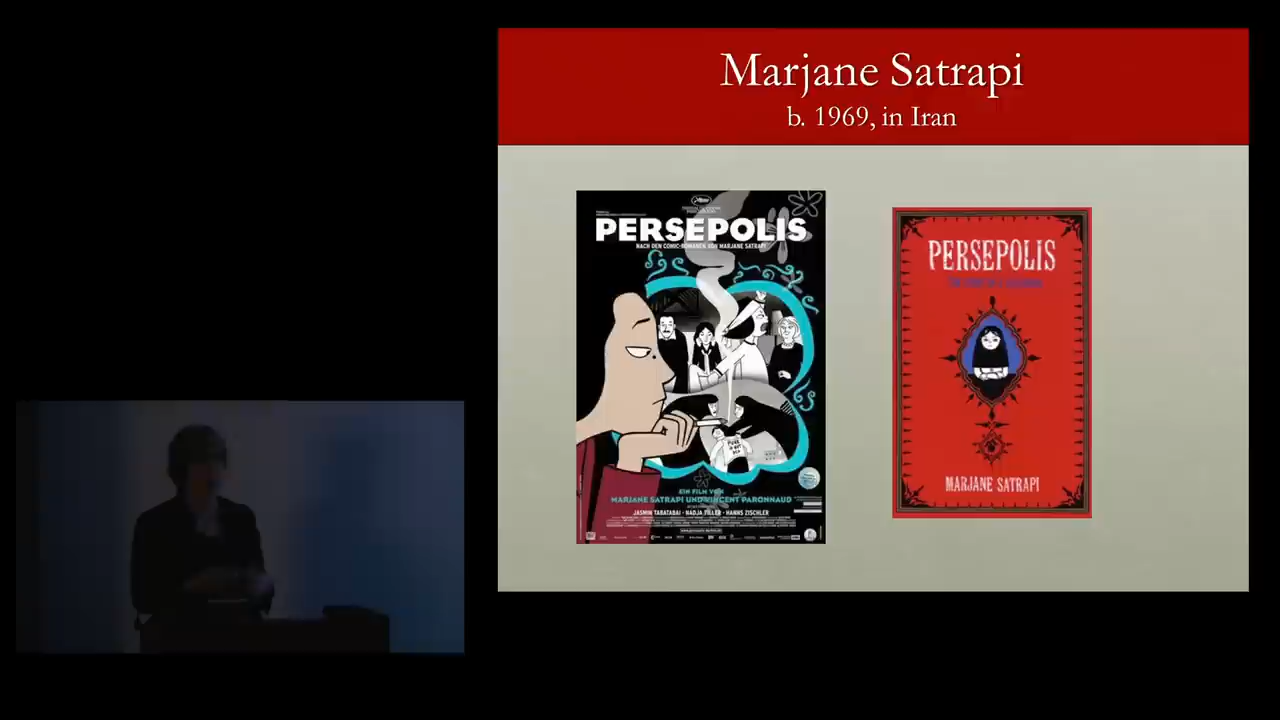 Marjane Satrapi
b. 1969, in Iran
PERSEPOLIS
NACH DEN COMIC-ROMANEN VON MARJANE SATRAPI
EIN FILM VON
MARJANE SATRAPI UND VINCENT PARONNAUD
JASMIN TABATABAI · NADJA TILLER · HANNS ZISCHLER
PERSEPOLIS
MARJANE SATRAPI